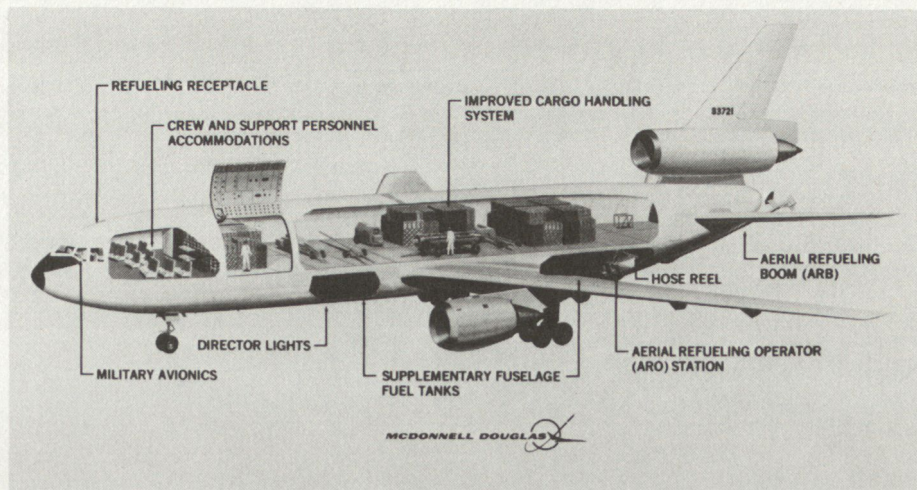 REFUELING RECEPTACLE
CREW AND SUPPORT PERSONNEL
ACCOMMODATIONS
IMPROVED CARGO HANDLING
SYSTEM
83721
AERIAL REFUELING
BOOM (ARB)
HOSE REEL
DIRECTOR LIGHTS
AERIAL REFUELING OPERATOR
(ARO) STATION
MILITARY AVIONICS
SUPPLEMENTARY FUSELAGE
FUEL TANKS
MCDONNELL DOUGLAS